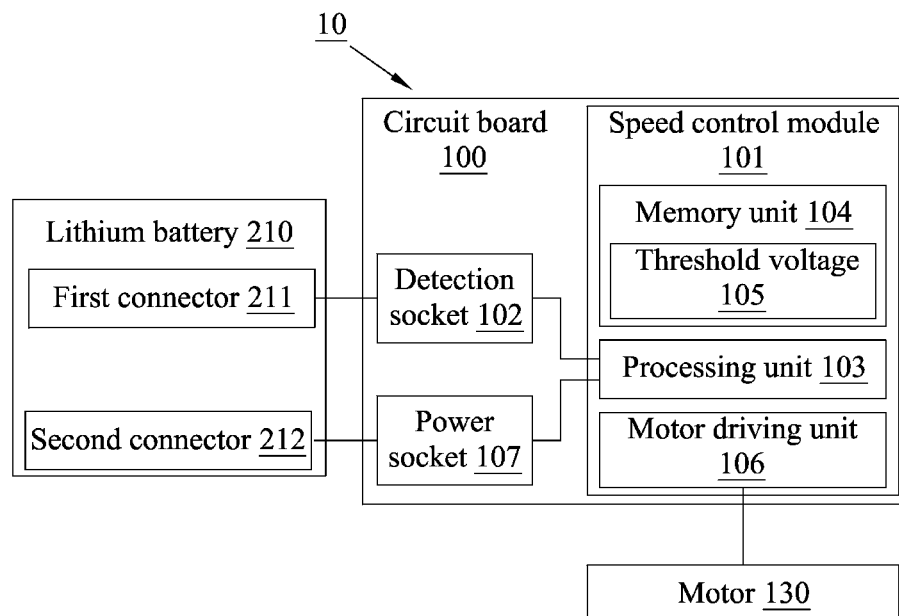 10
Circuit board
100
Speed control module
101
Memory unit 104
Threshold voltage
105
Lithium battery 210
First connector 211
Detection
socket 102
Processing unit 103
Second connector 212
Power
socket 107
Motor driving unit
106
Motor 130